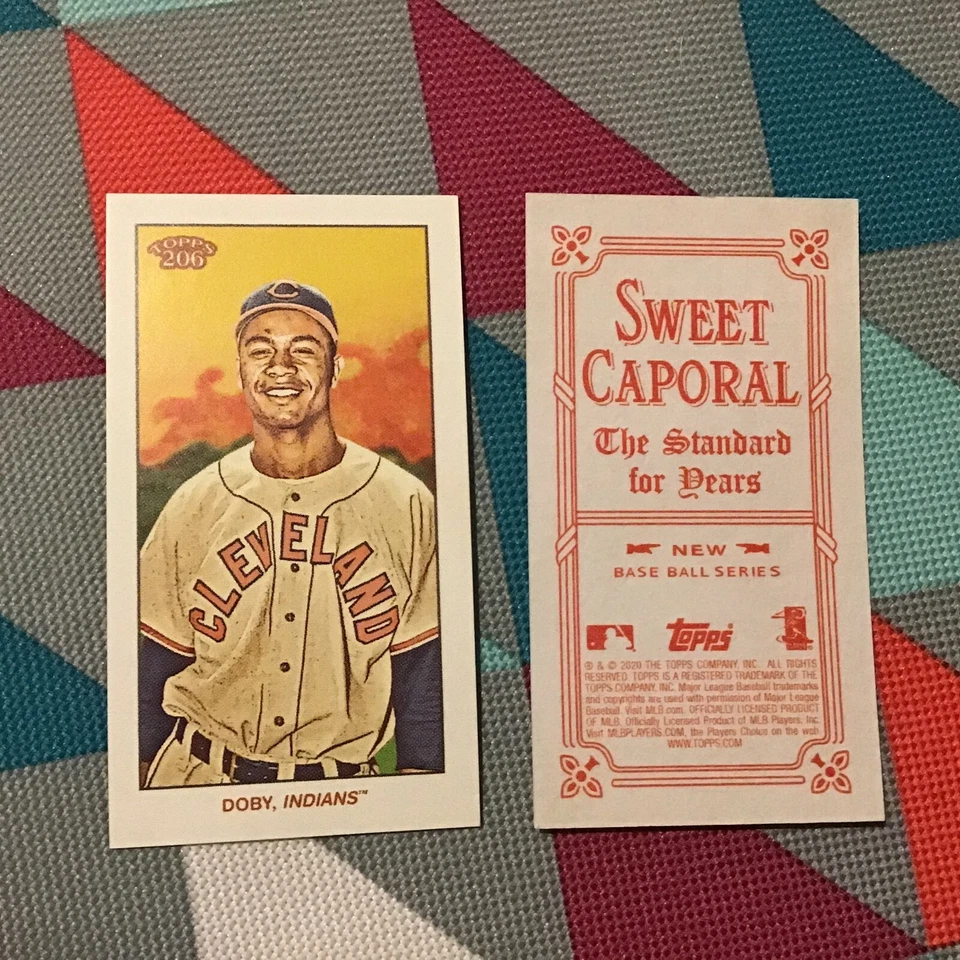 TOPPS
206
C
CLEVELAND
DOBY, INDIANS™
SWEET
CAPORAL
The Standard
for Years
NEW
BASE BALL SERIES
topps
® & © 2020 THE TOPPS COMPANY, INC. ALL RIGHTS
RESERVED. TOPPS IS A REGISTERED TRADEMARK OF THE
TOPPS COMPANY, INC. Major League Baseball trademarks
and copyrights are used with permission of Major League
Baseball. Visit MLB.com. OFFICIALLY LICENSED PRODUCT
OF MLB. Officially Licensed Product of MLB Players, Inc.
Visit MLBPLAYERS.COM, the Players Choice on the web
WWW.TOPPS.COM